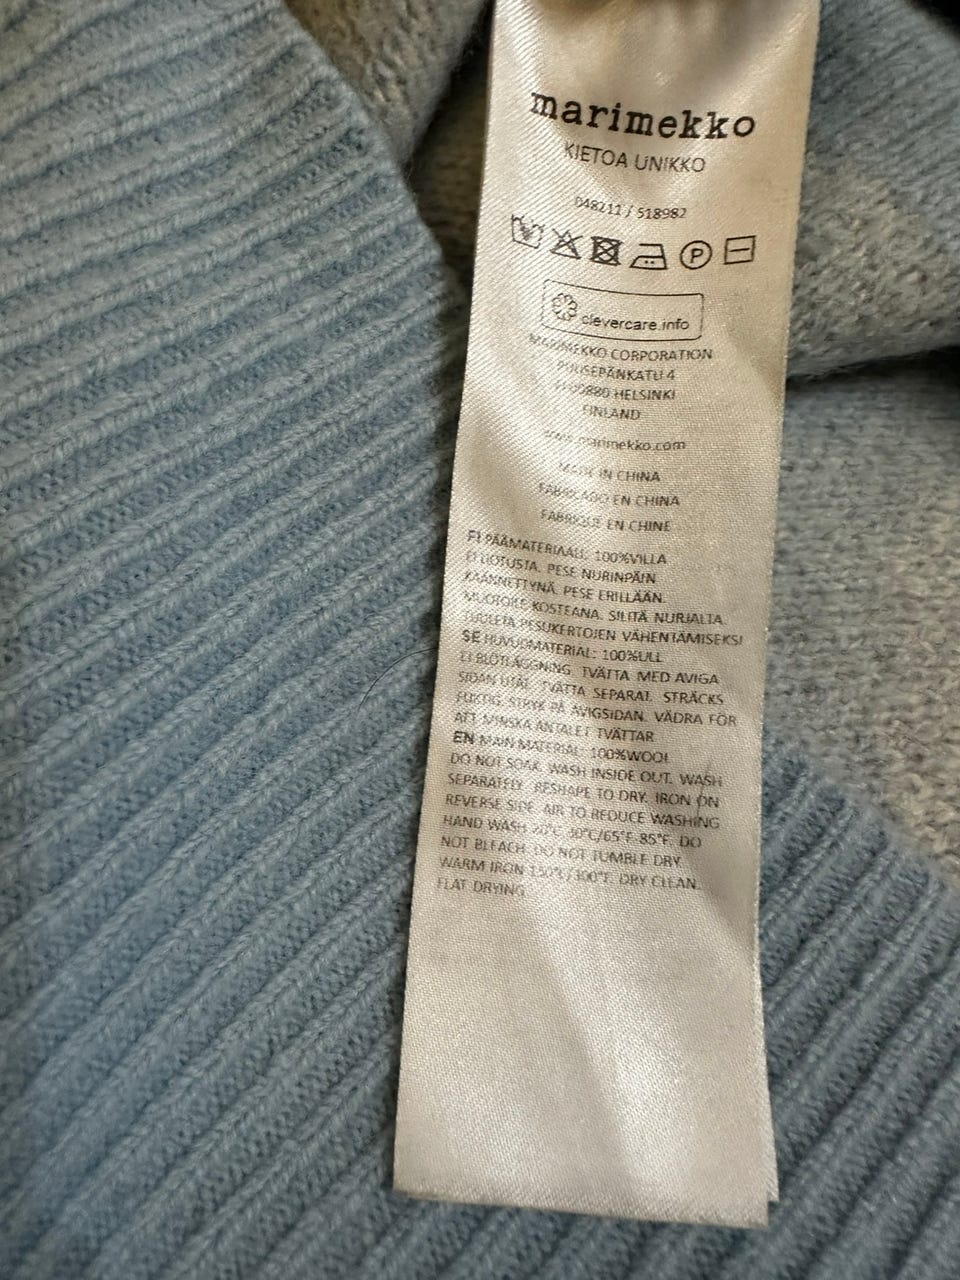 marimekko
KIETOA UNIKKO
048211 / 518982
P
clevercare.info
MARIMEKKO CORPORATION
PUUSEPÄNKATU 4
FI-00880 HELSINKI
FINLAND
www.marimekko.com
MADE IN CHINA
FABRICADO EN CHINA
FABRIQUE EN CHINE
FI PÄÄMATERIAALI: 100%VILLA
EI LIOTUSTA. PESE NURINPÄIN
KÄÄNNETTYNÄ. PESE ERILLÄÄN.
MUOTOILE KOSTEANA. SILITÄ NURJALTA.
TUULETA PESUKERTOJEN VÄHENTÄMISEKSI
SE HUVUDMATERIAL: 100%ULL
EJ BLÖTLÄGGNING. TVÄTTA MED AVIGA
SIDAN UTÅT. TVÄTTA SEPARAT. STRÄCKS
FUKTIG. STRYK PÅ AVIGSIDAN. VÄDRA FÖR
ATT MINSKA ANTALET TVÄTTAR
EN MAIN MATERIAL: 100%WOOL
DO NOT SOAK. WASH INSIDE OUT. WASH
SEPARATELY. RESHAPE TO DRY. IRON ON
REVERSE SIDE. AIR TO REDUCE WASHING
HAND WASH 20°C-30°C/65°F-85°F. DO
NOT BLEACH. DO NOT TUMBLE DRY.
WARM IRON 150°C/300°F. DRY CLEAN.
FLAT DRYING